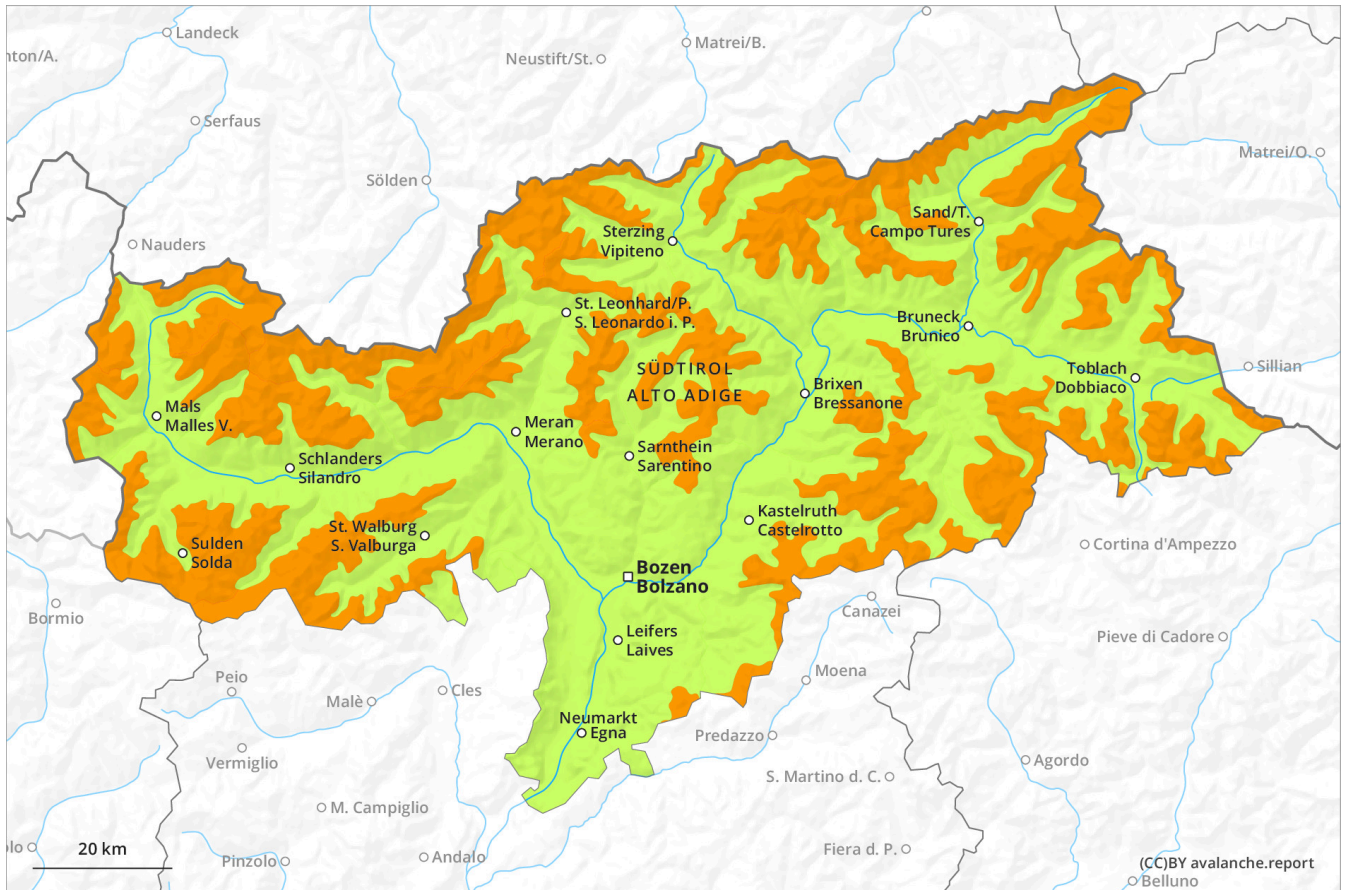 Landeck
nton/A.
Neustift/St.
Matrei/B.
Serfaus
Matrei/O.
Sölden
Nauders
Sand/T.
Campo Tures
Sterzing
Vipiteno
St. Leonhard/P.
S. Leonardo i. P.
Bruneck
Brunico
SÜDTIROL
ALTO ADIGE
Toblach
Dobbiaco
Sillian
Brixen
Bressanone
Mals
Malles V.
Meran
Merano
Schlanders
Silandro
Sarnthein
Sarentino
St. Walburg
S. Valburga
Kastelruth
Castelrotto
Sulden
Solda
Cortina d'Ampezzo
Bozen
Bolzano
Bormio
Canazei
Leifers
Laives
Pieve di Cadore
Peio
Malè
Cles
Moena
Neumarkt
Egna
Predazzo
Vermiglio
Agordo
S. Martino d. C.
M. Campiglio
lo
20 km
Pinzolo
Andalo
Fiera d. P.
(CC)BY avalanche.report
Belluno